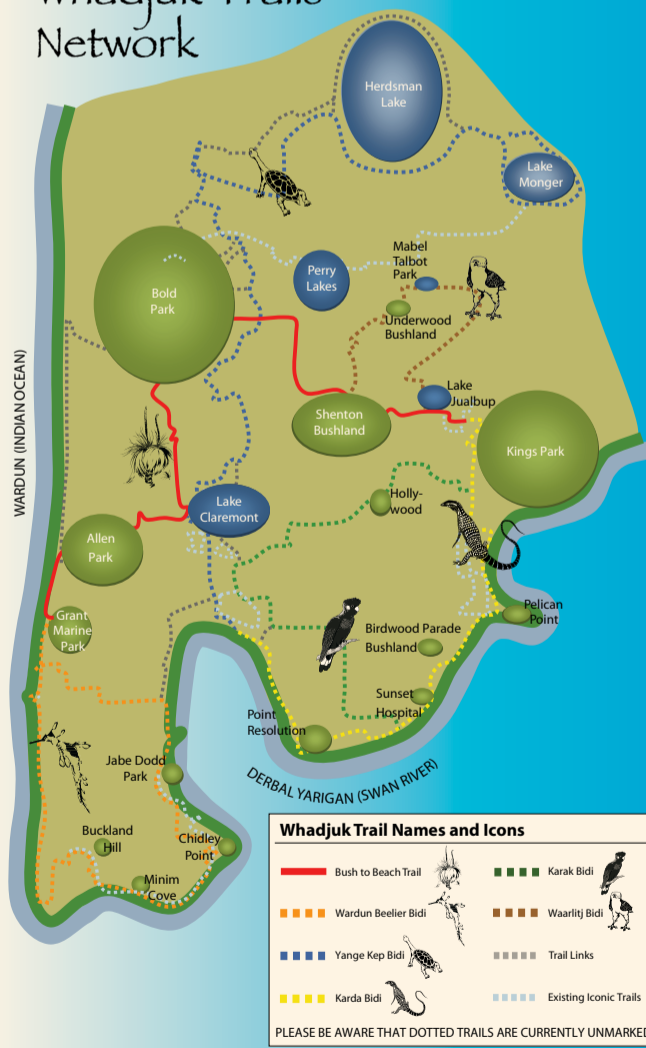 Whadjuk Trails
Network
Herdsman
Lake
Lake
Monger
Mabel
Talbot
Park
Perry
Lakes
Bold
Park
Underwood
Bushland
Lake
Jualbup
Shenton
Bushland
Kings Park
WARDUN (INDIAN OCEAN)
Holly-
wood
Lake
Claremont
Allen
Park
Grant
Marine
Park
Pelican
Point
Birdwood Parade
Bushland
Sunset
Hospital
Point
Resolution
Jabe Dodd
Park
DERBAL YARIGAN (SWAN RIVER)
Buckland
Hill
Chidley
Point
Minim
Cove
Whadjuk Trail Names and Icons
Bush to Beach Trail
Karak Bidi
Wardun Beelier Bidi
Waarlitj Bidi
Yange Kep Bidi
Trail Links
Karda Bidi
Existing Iconic Trails
PLEASE BE AWARE THAT DOTTED TRAILS ARE CURRENTLY UNMARKED